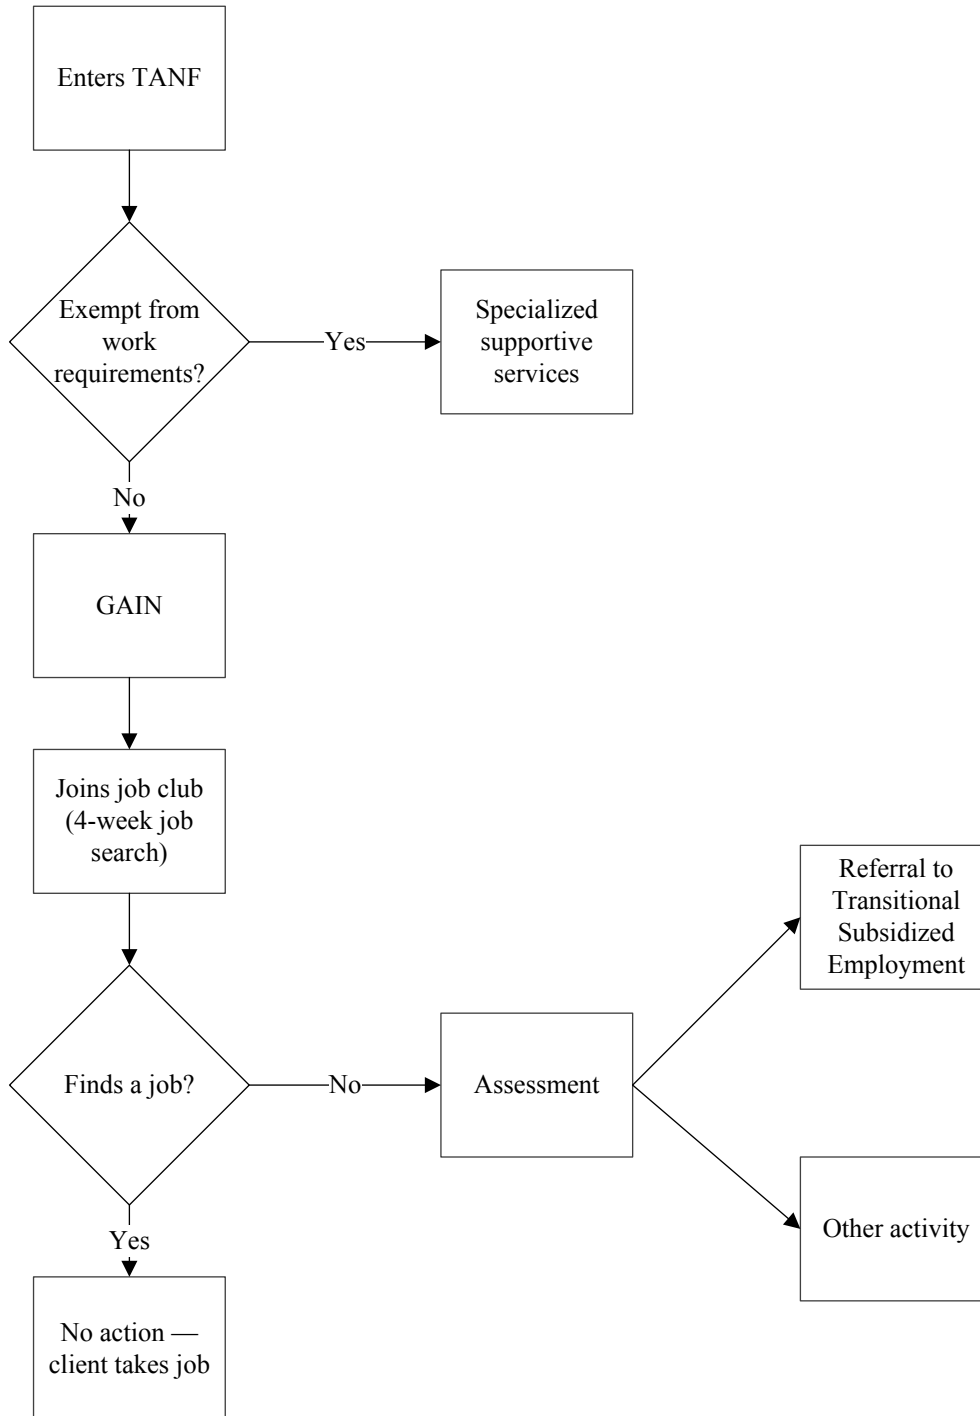 Enters TANF
Exempt from
work
requirements?
Yes
Specialized
supportive
services
No
GAIN
Joins job club
(4-week job
search)
Referral to
Transitional
Subsidized
Employment
Finds a job?
No
Assessment
Other activity
Yes
No action —
client takes job